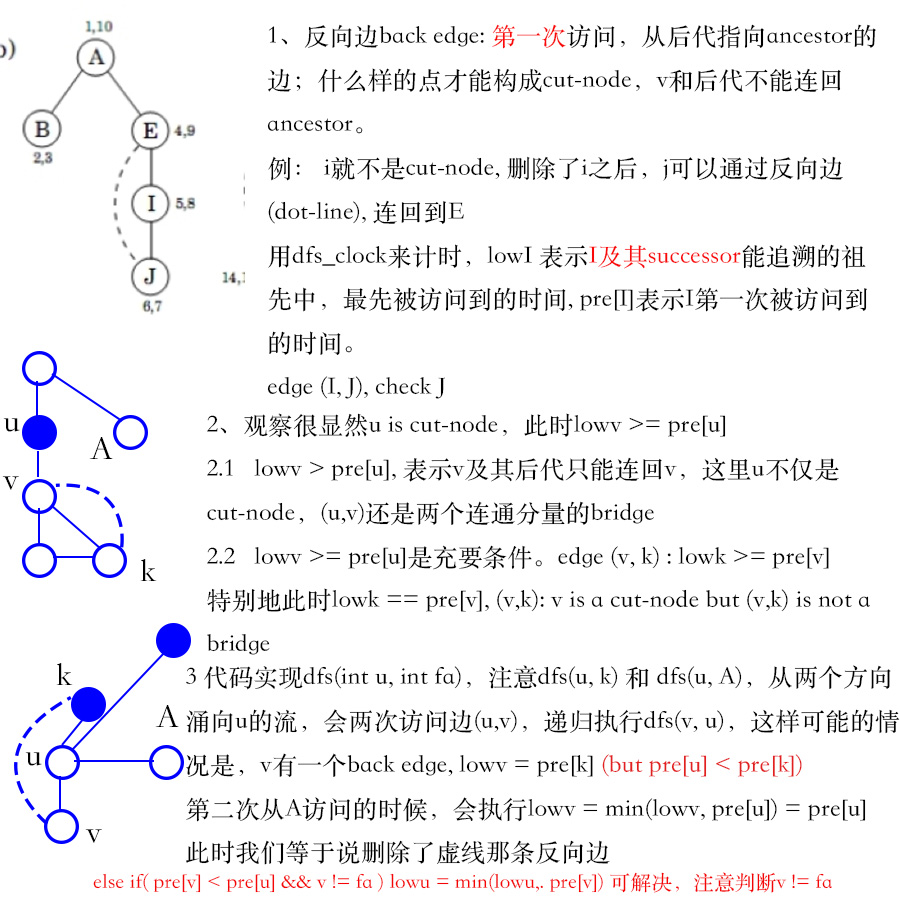 b)
1,10
A
B
2,3
E
4,9
I
5,8
J
6,7
14,1
1、反向边back edge: 第一次访问，从后代指向ancestor的
边；什么样的点才能构成cut-node，v和后代不能连回
ancestor。
例： i就不是cut-node, 删除了i之后，j可以通过反向边
(dot-line), 连回到E
用dfs_clock来计时，lowI 表示I及其successor能追溯的祖
先中，最先被访问到的时间, pre[I]表示I第一次被访问到
的时间。
edge (I, J), check J
u
A
v
k
2、观察很显然u is cut-node，此时lowv >= pre[u]
2.1 lowv > pre[u], 表示v及其后代只能连回v，这里u不仅是
cut-node，(u,v)还是两个连通分量的bridge
2.2 lowv >= pre[u]是充要条件。edge (v, k) : lowk >= pre[v]
特别地此时lowk == pre[v], (v,k): v is a cut-node but (v,k) is not a
bridge
k
A
u
v
3 代码实现dfs(int u, int fa)，注意dfs(u, k) 和 dfs(u, A)，从两个方向
涌向u的流，会两次访问边(u,v)，递归执行dfs(v, u)，这样可能的情
况是，v有一个back edge, lowv = pre[k] (but pre[u] < pre[k])
第二次从A访问的时候，会执行lowv = min(lowv, pre[u]) = pre[u]
此时我们等于说删除了虚线那条反向边
else if( pre[v] < pre[u] && v != fa ) lowu = min(lowu,. pre[v]) 可解决，注意判断v != fa